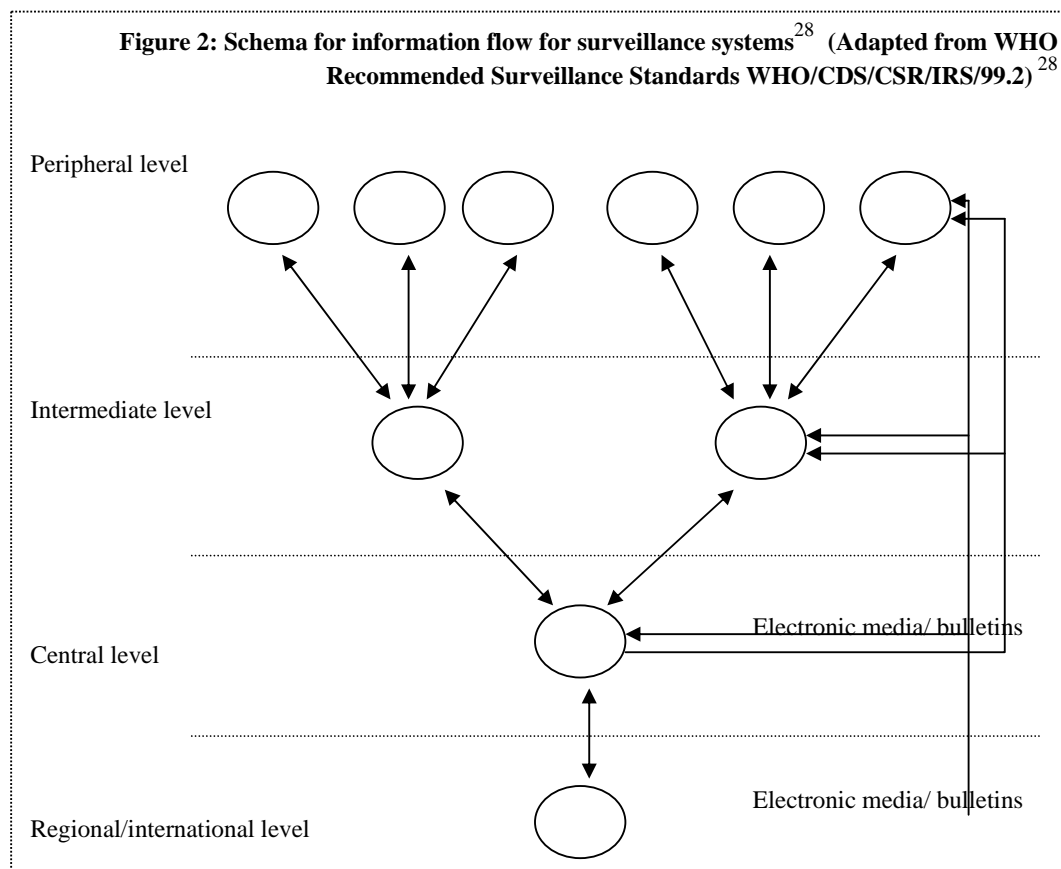 Figure 2: Schema for information flow for surveillance systems28 (Adapted from WHO
Recommended Surveillance Standards WHO/CDS/CSR/IRS/99.2) 28
Peripheral level
Intermediate level
Electronic media/ bulletins
Central level
Electronic media/ bulletins
Regional/international level